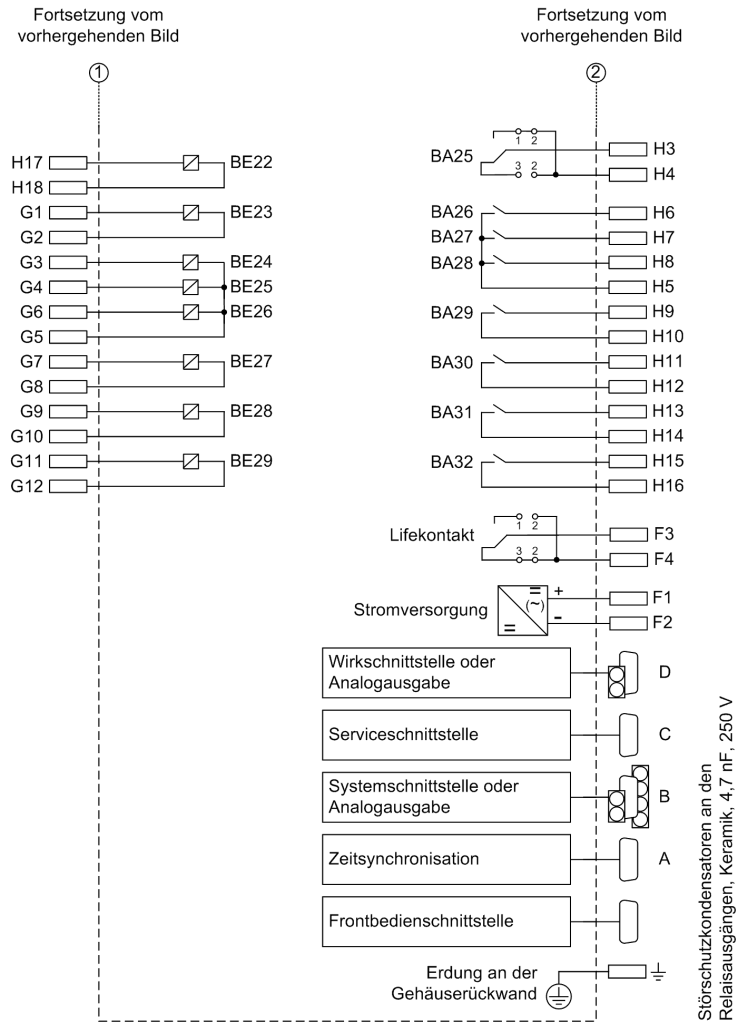 Fortsetzung vom
vorhergehenden Bild
Fortsetzung vom
vorhergehenden Bild
1
2
H17
BE22
H18
G1
BE23
G2
G3
BE24
G4
BE25
G6
BE26
G5
G7
BE27
G8
G9
BE28
G10
G11
BE29
G12
BA25
1 2
3 2
H3
H4
BA26
H6
BA27
H7
BA28
H8
H5
BA29
H9
H10
BA30
H11
H12
BA31
H13
H14
BA32
H15
H16
Lifekontakt
1 2
3 2
F3
F4
Stromversorgung
=
(~)
=
+
-
F1
F2
Wirkschnittstelle oder
Analogausgabe
D
Serviceschnittstelle
C
Systemschnittstelle oder
Analogausgabe
B
Zeitsynchronisation
A
Frontbedienschnittstelle
Erdung an der
Gehäuserückwand
Störschutzkondensatoren an den
Relaisausgängen, Keramik, 4,7 nF, 250 V